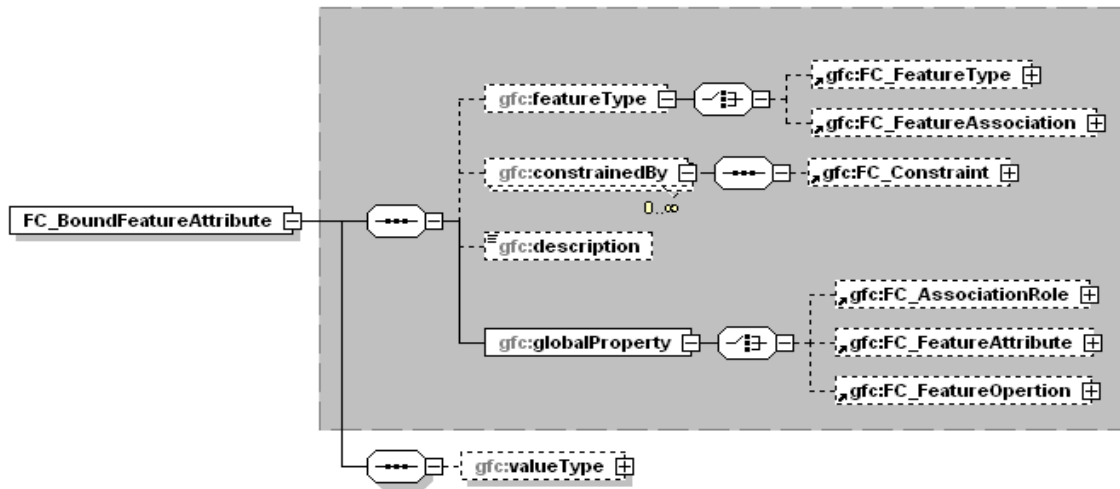 gfc:FC_FeatureType
gfc:featureType
gfc:FC_FeatureAssociation
gfc:constrainedBy
gfc:FC_Constraint
0..∞
FC_BoundFeatureAttribute
gfc:description
gfc:FC_AssociationRole
gfc:globalProperty
gfc:FC_FeatureAttribute
gfc:FC_FeatureOpertion
gfc:valueType